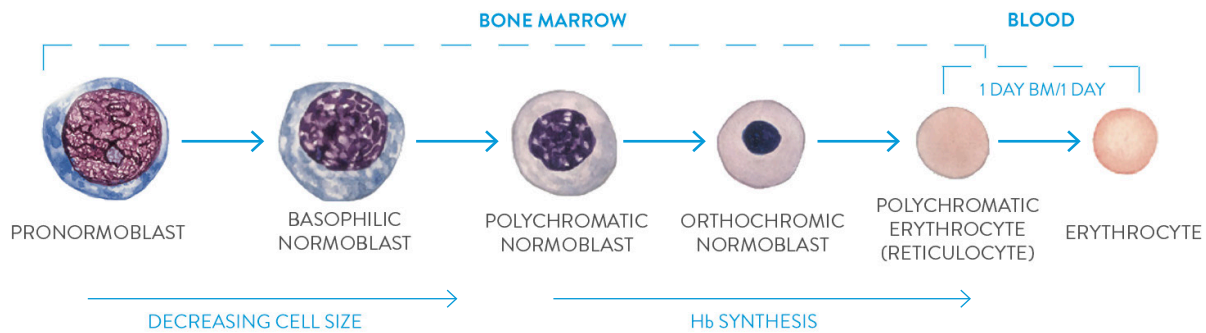 BONE MARROW
BLOOD
1 DAY BM/1 DAY
PRONORMOBLAST
BASOPHILIC
NORMOBLAST
POLYCHROMATIC
NORMOBLAST
ORTHOCHROMIC
NORMOBLAST
POLYCHROMATIC
ERYTHROCYTE
(RETICULOCYTE)
ERYTHROCYTE
DECREASING CELL SIZE
Hb SYNTHESIS